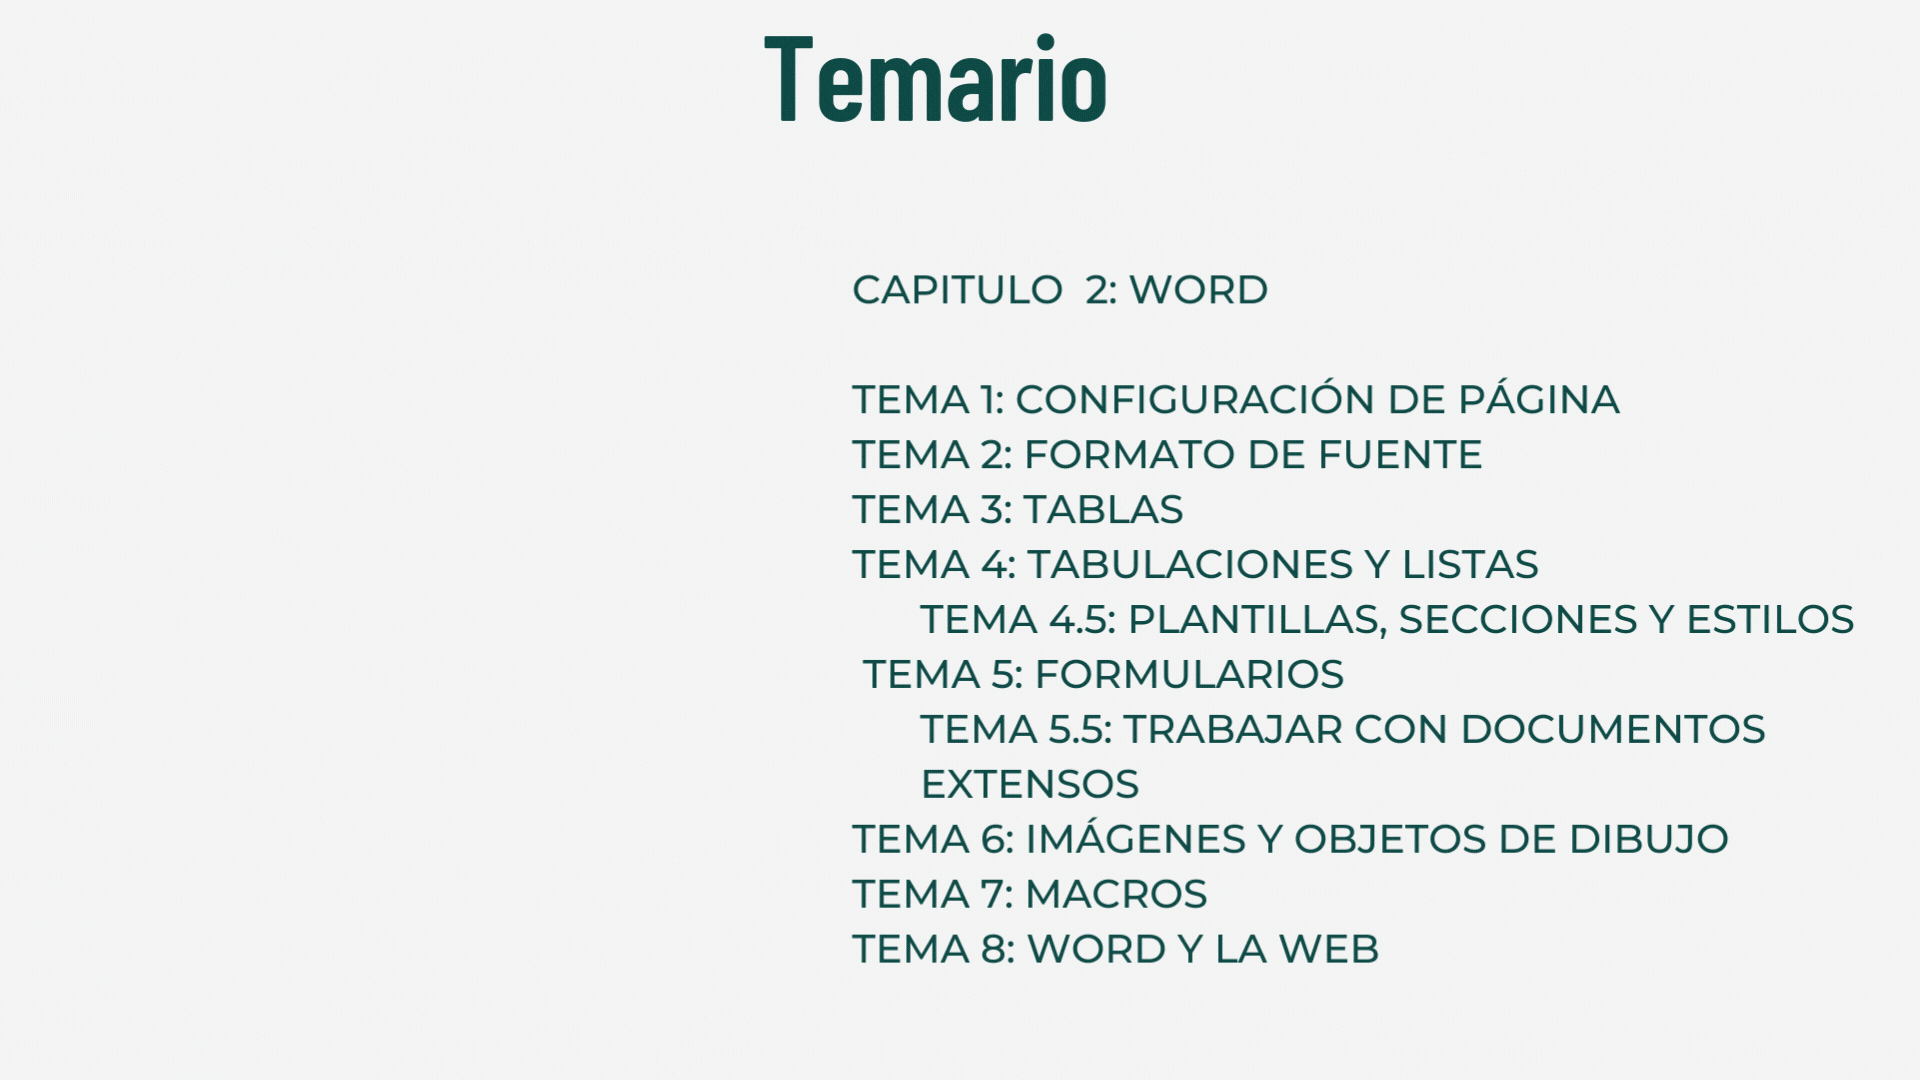 Temario
CAPITULO  2: WORD
TEMA 1: CONFIGURACIÓN DE PÁGINA
TEMA 2: FORMATO DE FUENTE
TEMA 3: TABLAS
TEMA 4: TABULACIONES Y LISTAS
TEMA 4.5: PLANTILLAS, SECCIONES Y ESTILOS
TEMA 5: FORMULARIOS
TEMA 5.5: TRABAJAR CON DOCUMENTOS
EXTENSOS
TEMA 6: IMÁGENES Y OBJETOS DE DIBUJO
TEMA 7: MACROS
TEMA 8: WORD Y LA WEB